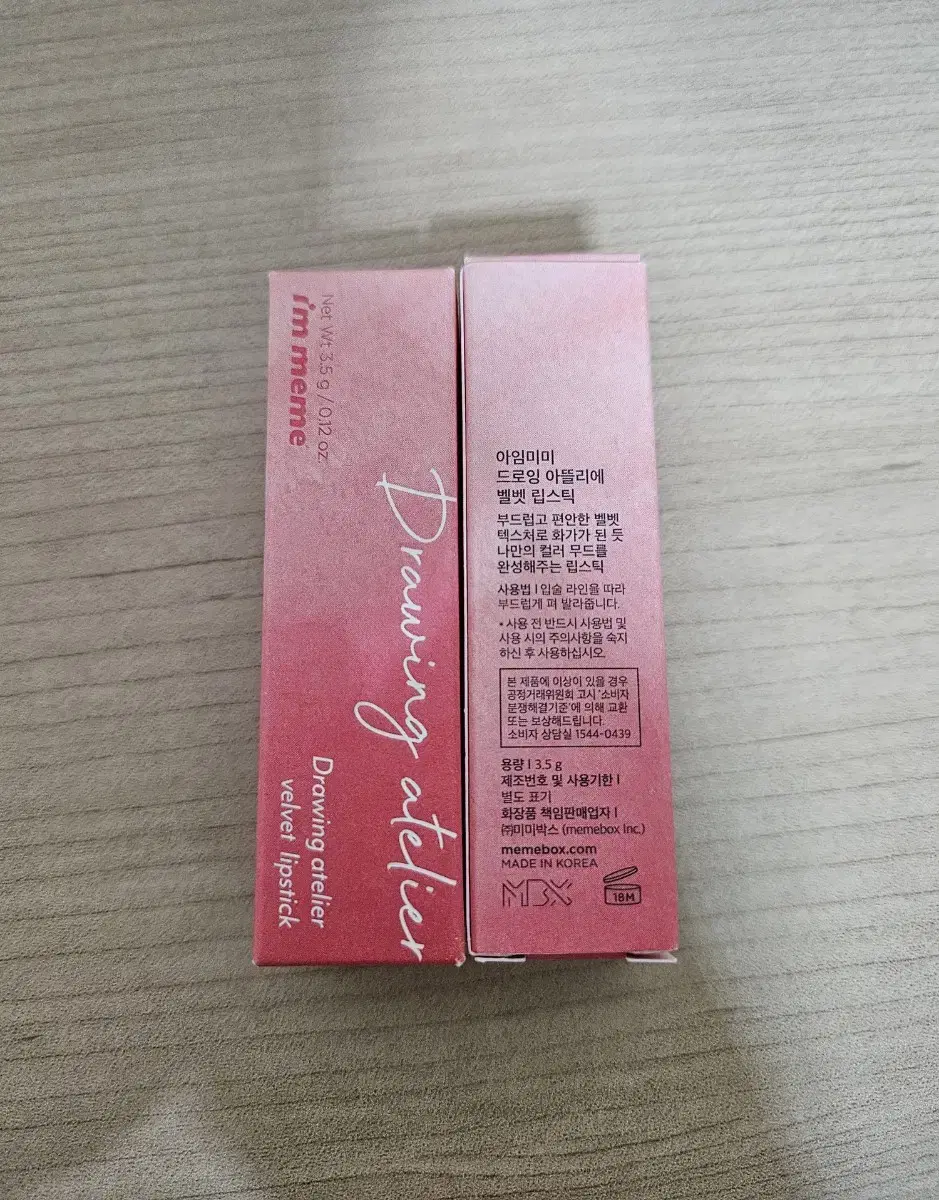 Net Wt 3.5 g / 0.12 oz.
i'm meme
Drawing atelier
Drawing atelier
velvet lipstick
아임미미
드로잉 아뜰리에
벨벳 립스틱
부드럽고 편안한 벨벳
텍스처로 화가가 된 듯
나만의 컬러 무드를
완성해주는 립스틱
사용법 | 입술 라인을 따라
부드럽게 펴 발라줍니다.
* 사용 전 반드시 사용법 및
사용 시의 주의사항을 숙지
하신 후 사용하십시오.
본 제품에 이상이 있을 경우
공정거래위원회 고시 '소비자
분쟁해결기준'에 의해 교환
또는 보상해드립니다.
소비자 상담실 1544-0439
용량 | 3.5 g
제조번호 및 사용기한 |
별도 표기
화장품 책임판매업자 |
㈜미미박스 (memebox Inc.)
memebox.com
MADE IN KOREA
MBX
18M